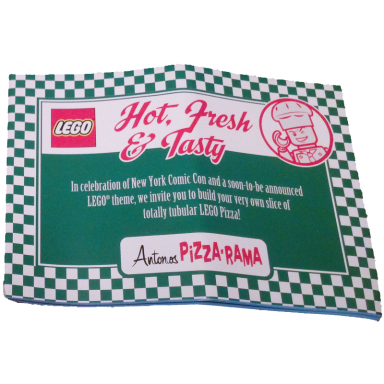 LEGO
Hot, Fresh
& Tasty
In celebration of New York Comic Con and a soon-to-be announced
LEGO® theme, we invite you to build your very own slice of
totally tubular LEGO Pizza!
Antonios PiZZA•RAMA